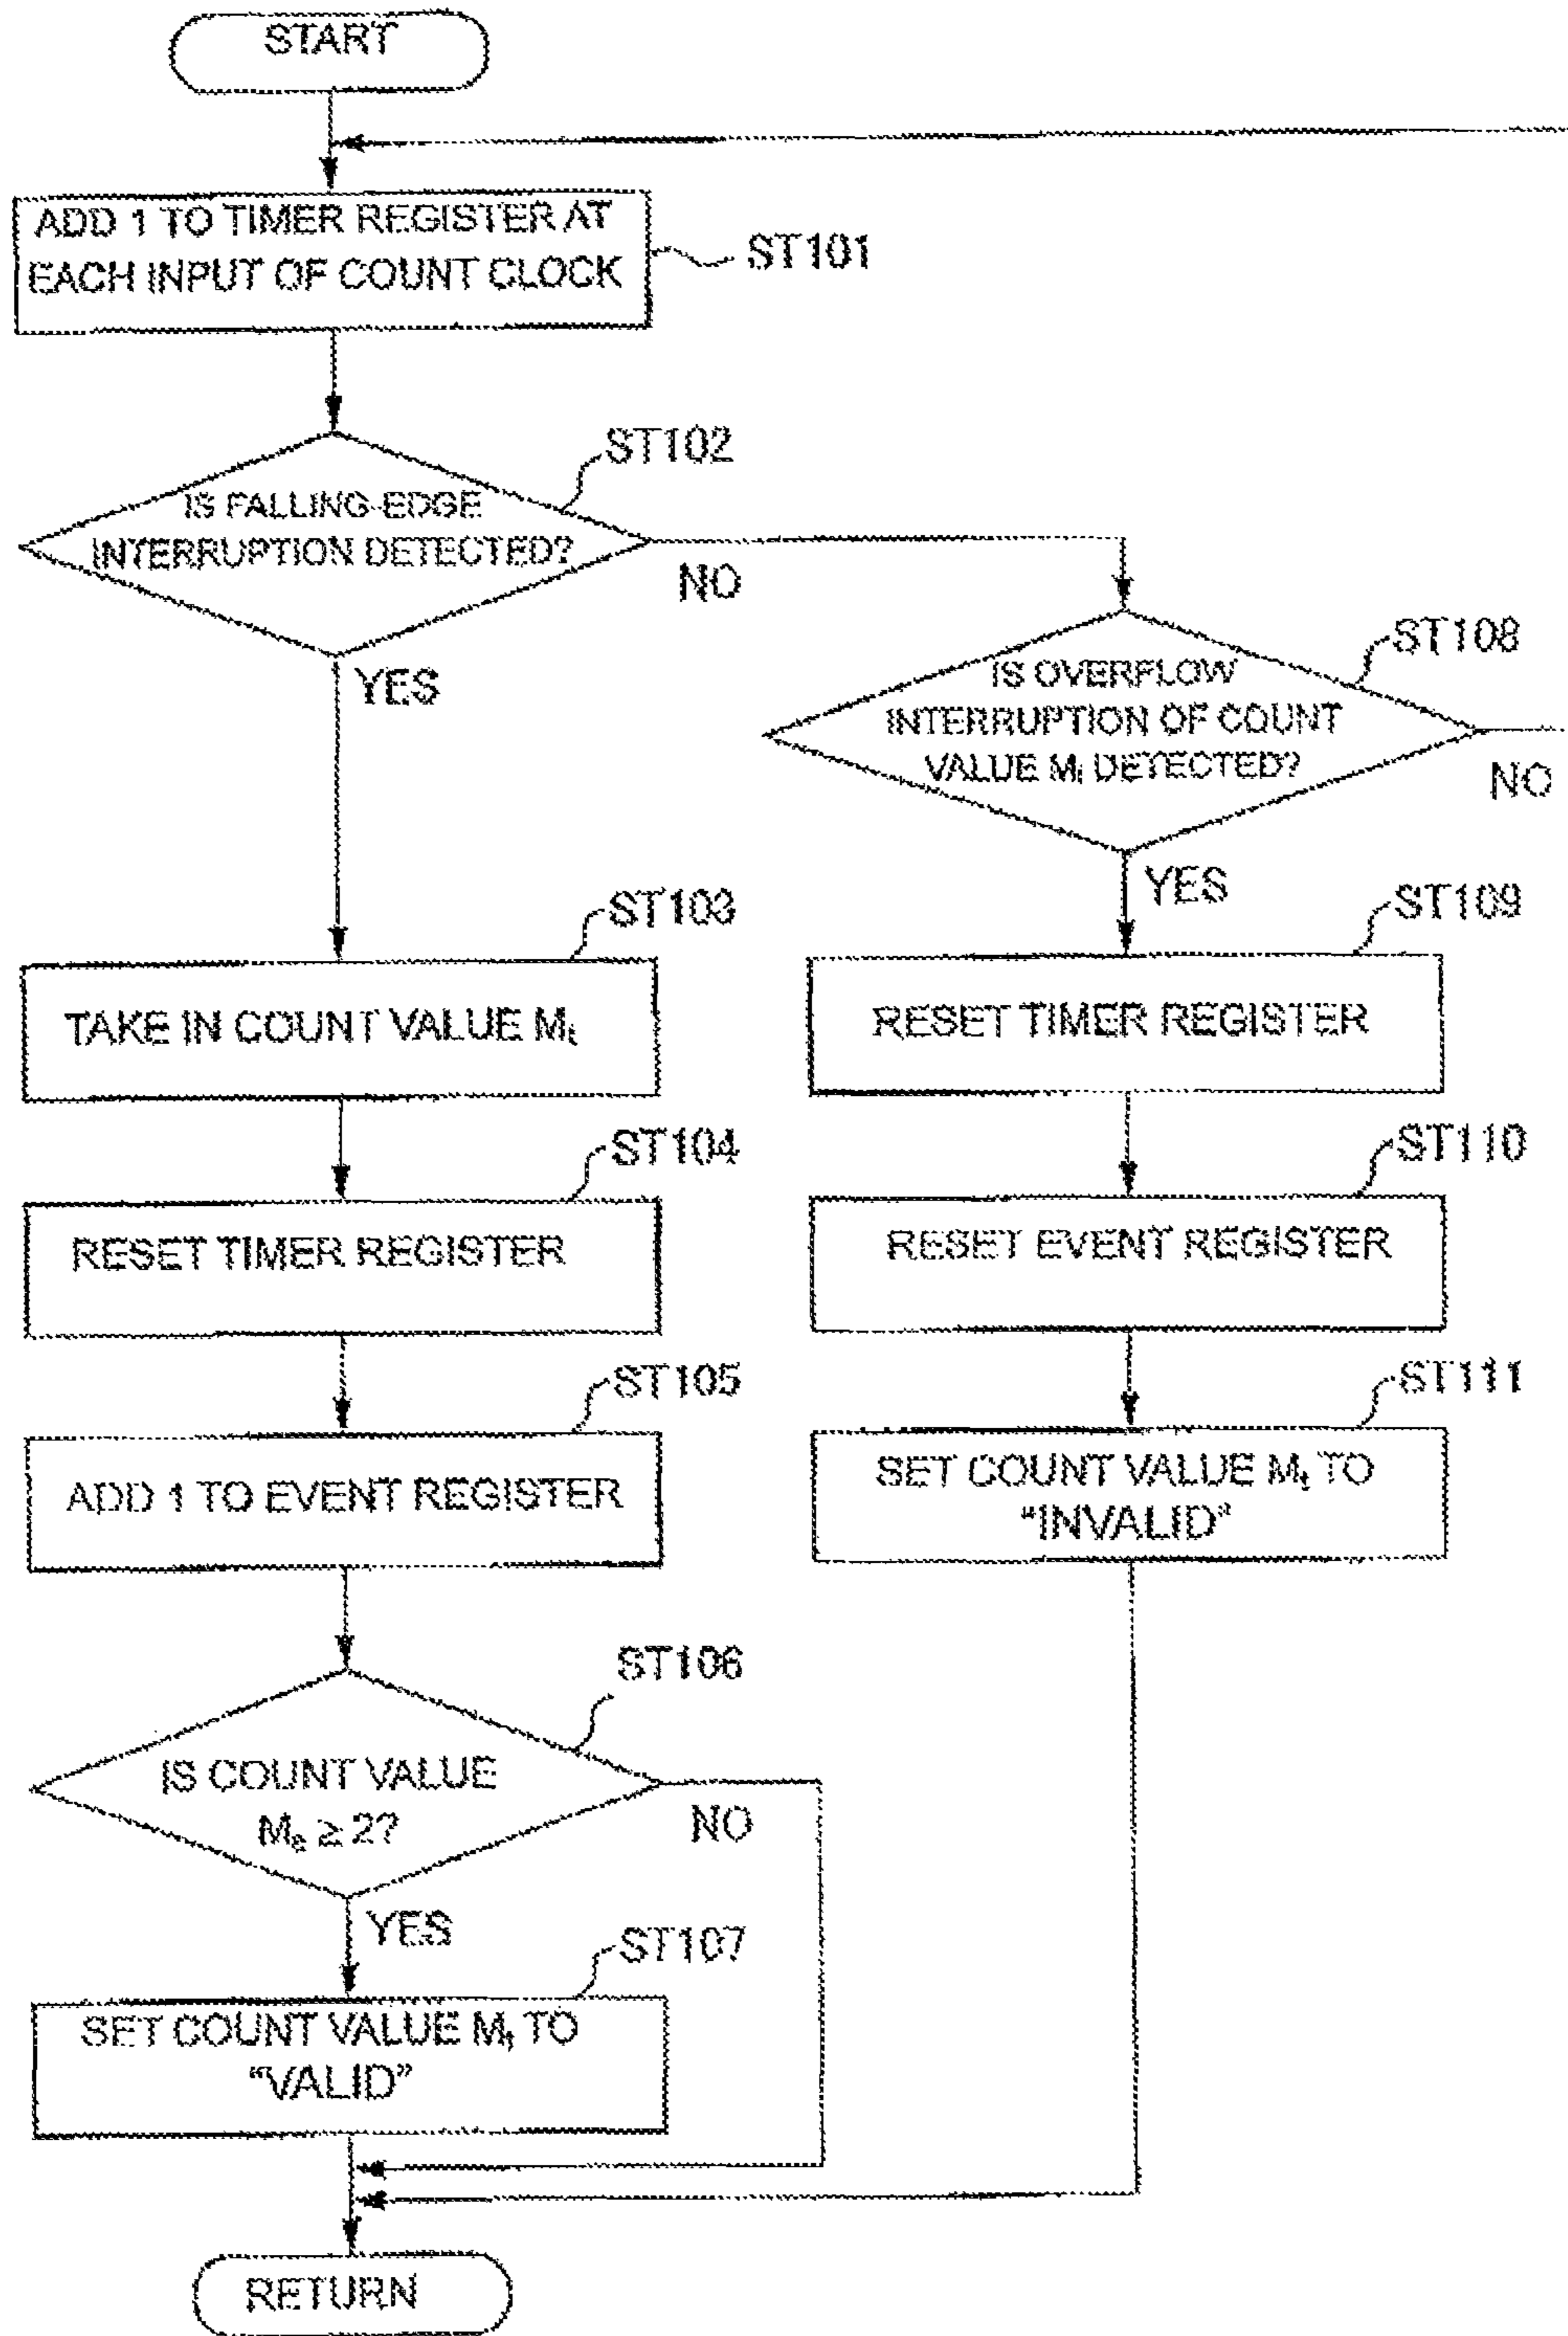 START
ADD 1 TO TIMER REGISTER AT
EACH INPUT OF COUNT CLOCK
ST101
ST102
IS FALLING-EDGE
INTERRUPTION DETECTED?
NO
YES
ST108
IS OVERFLOW
INTERRUPTION OF COUNT
VALUE Mt DETECTED?
NO
YES
ST103
TAKE IN COUNT VALUE Mt
ST109
RESET TIMER REGISTER
ST104
RESET TIMER REGISTER
ST110
RESET EVENT REGISTER
ST105
ADD 1 TO EVENT REGISTER
ST111
SET COUNT VALUE Mt TO
“INVALID”
ST106
IS COUNT VALUE
Me ≥ 2?
NO
YES
ST107
SET COUNT VALUE Mt TO
“VALID”
RETURN